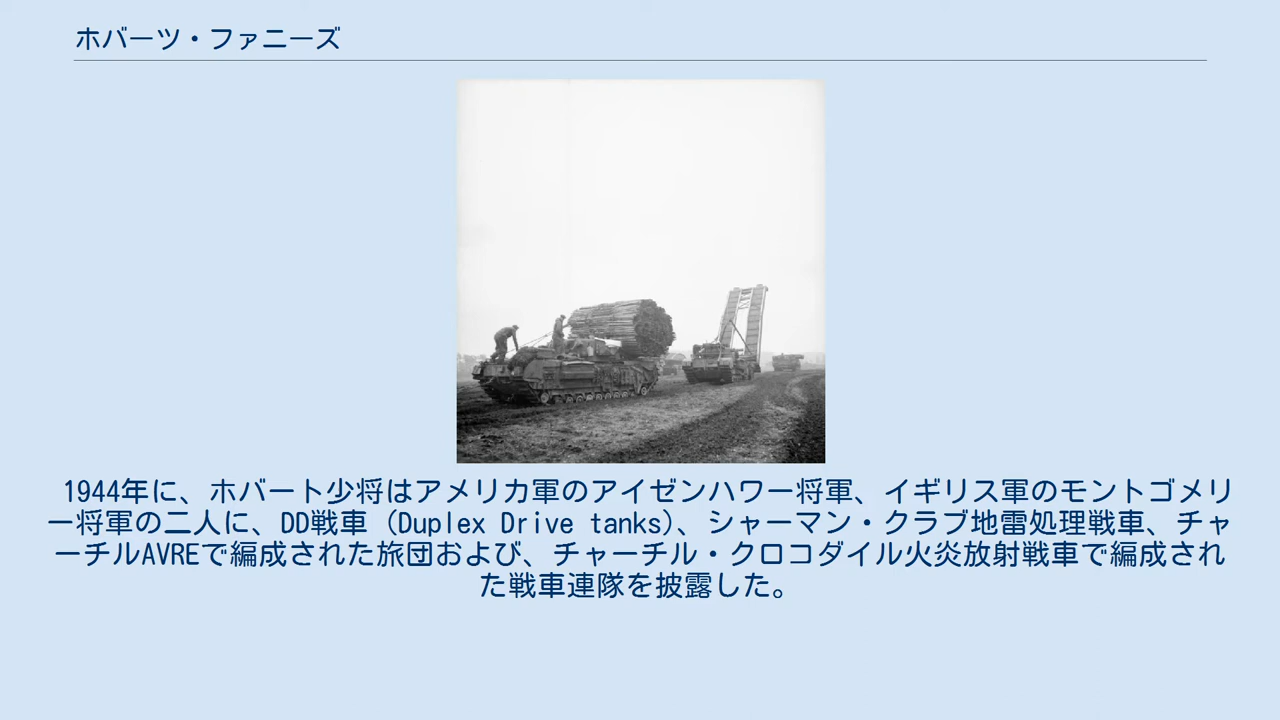 ホバーツ・ファニーズ
1944年に、ホバート少将はアメリカ軍のアイゼンハワー将軍、イギリス軍のモントゴメリ
ー将軍の二人に、DD戦車 (Duplex Drive tanks)、シャーマン・クラブ地雷処理戦車、チャ
ーチルAVREで編成された旅団および、チャーチル・クロコダイル火炎放射戦車で編成され
た戦車連隊を披露した。